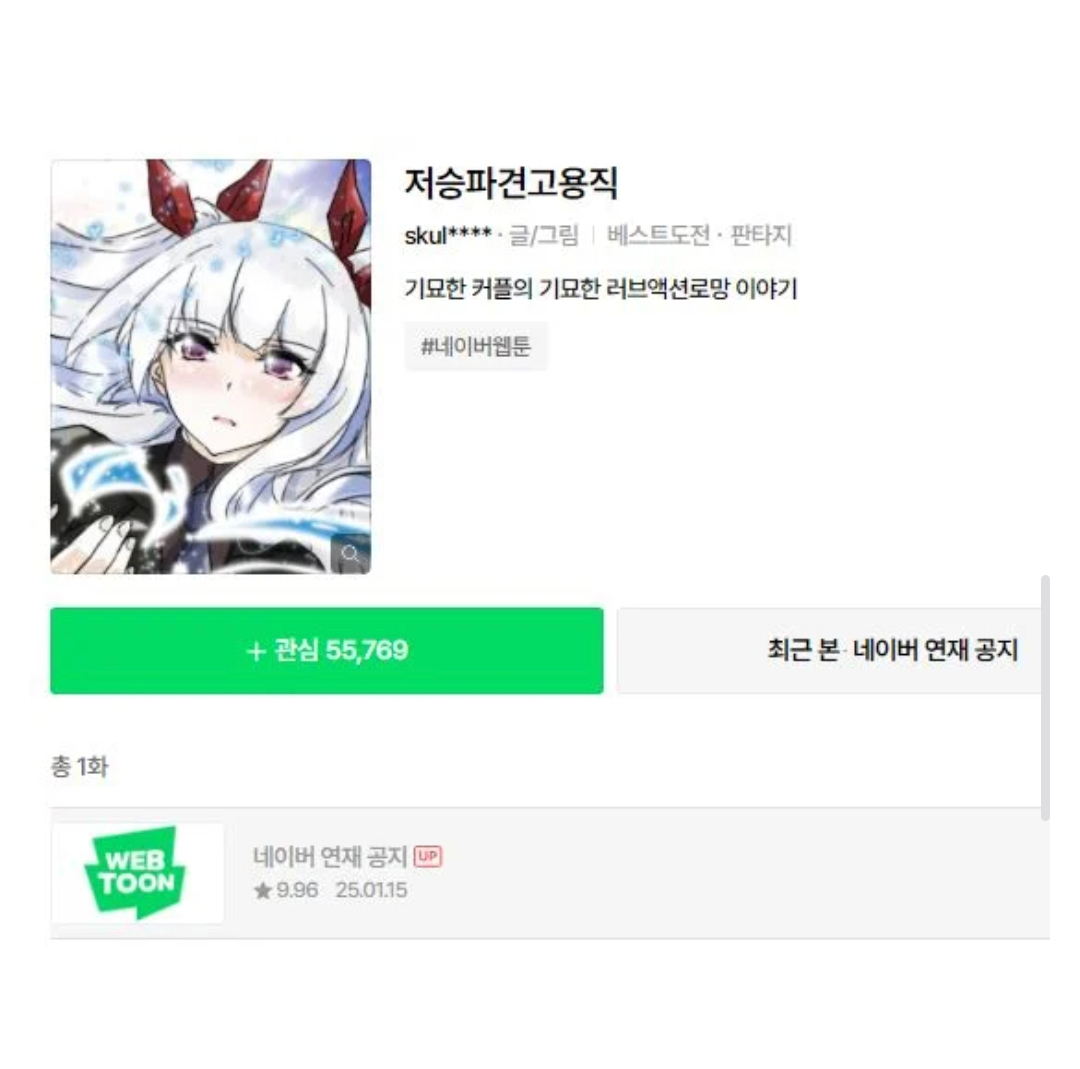 저승파견고용직
skul**** · 글/그림 | 베스트도전 · 판타지
기묘한 커플의 기묘한 러브액션로망 이야기
#네이버웹툰
+ 관심 55,769
최근 본 · 네이버 연재 공지
총 1화
WEB
TOON
네이버 연재 공지 UP
★9.96 25.01.15